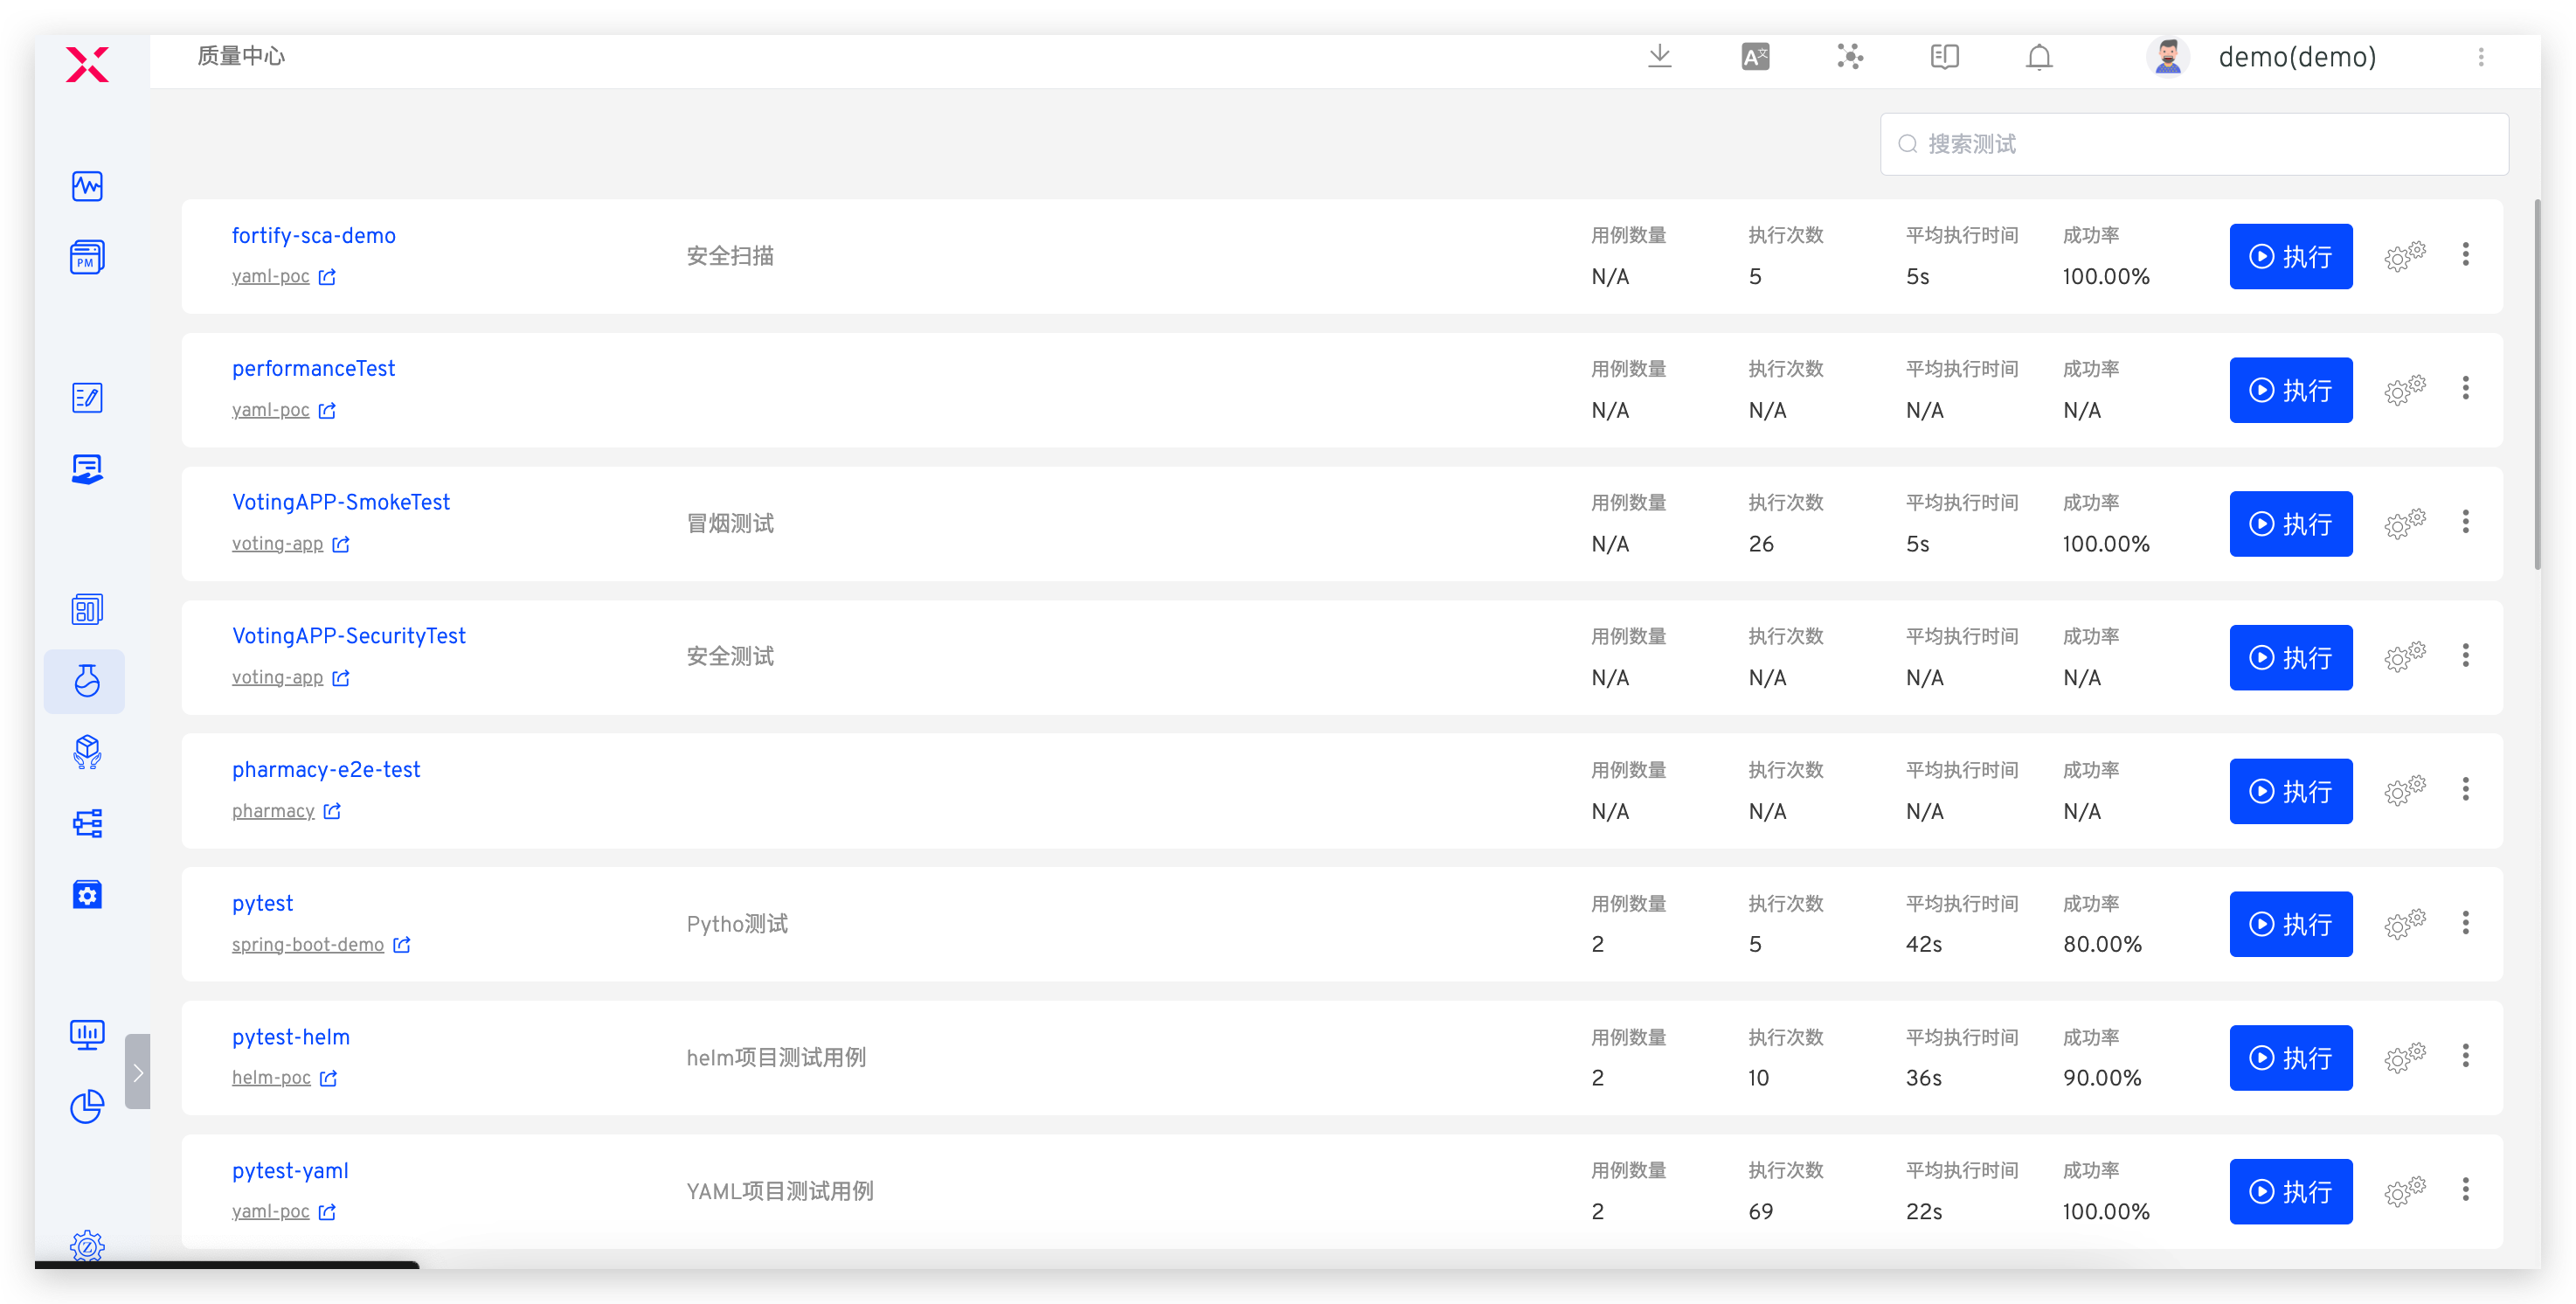 质量中心
demo(demo)
搜索测试
fortify-sca-demo
yaml-poc
安全扫描
用例数量 执行次数 平均执行时间 成功率
N/A 5 5s 100.00%
执行
performanceTest
yaml-poc
用例数量 执行次数 平均执行时间 成功率
N/A N/A N/A N/A
执行
VotingAPP-SmokeTest
voting-app
冒烟测试
用例数量 执行次数 平均执行时间 成功率
N/A 26 5s 100.00%
执行
VotingAPP-SecurityTest
voting-app
安全测试
用例数量 执行次数 平均执行时间 成功率
N/A N/A N/A N/A
执行
pharmacy-e2e-test
pharmacy
用例数量 执行次数 平均执行时间 成功率
N/A N/A N/A N/A
执行
pytest
spring-boot-demo
Pytho测试
用例数量 执行次数 平均执行时间 成功率
2 5 42s 80.00%
执行
pytest-helm
helm-poc
helm项目测试用例
用例数量 执行次数 平均执行时间 成功率
2 10 36s 90.00%
执行
pytest-yaml
yaml-poc
YAML项目测试用例
用例数量 执行次数 平均执行时间 成功率
2 69 22s 100.00%
执行
PM
A文
Z